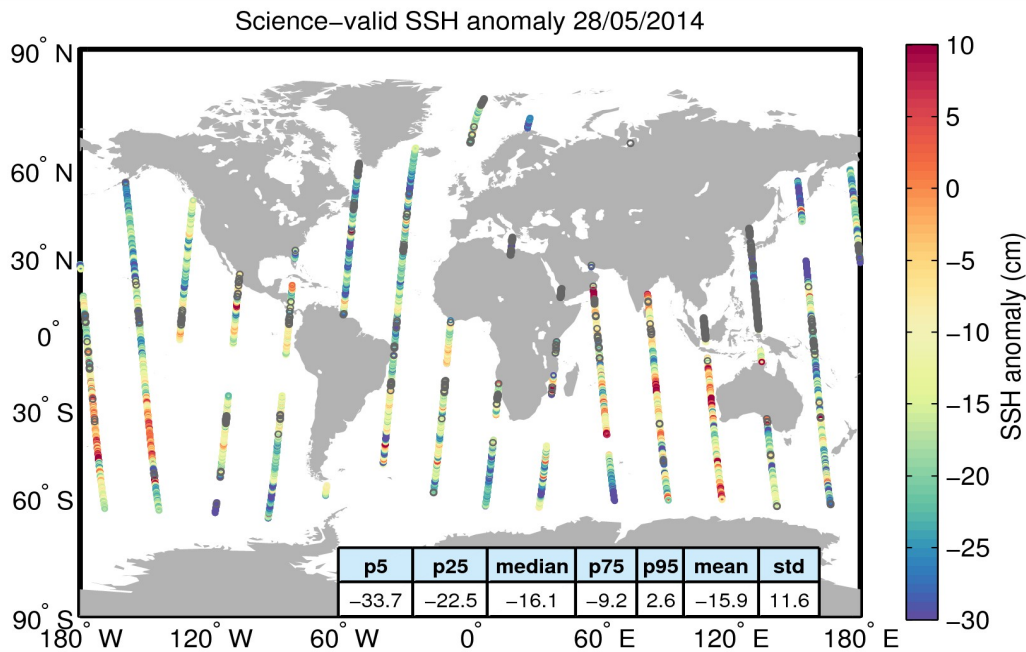 Science−valid SSH anomaly 28/05/2014
90° N
60° N
30° N
0°
30° S
60° S
90° S
180° W
120° W
60° W
0°
60° E
120° E
180° E
10
5
0
−5
−10
−15
−20
−25
−30
SSH anomaly (cm)
p5 p25 median p75 p95 mean std
−33.7 −22.5 −16.1 −9.2 2.6 −15.9 11.6